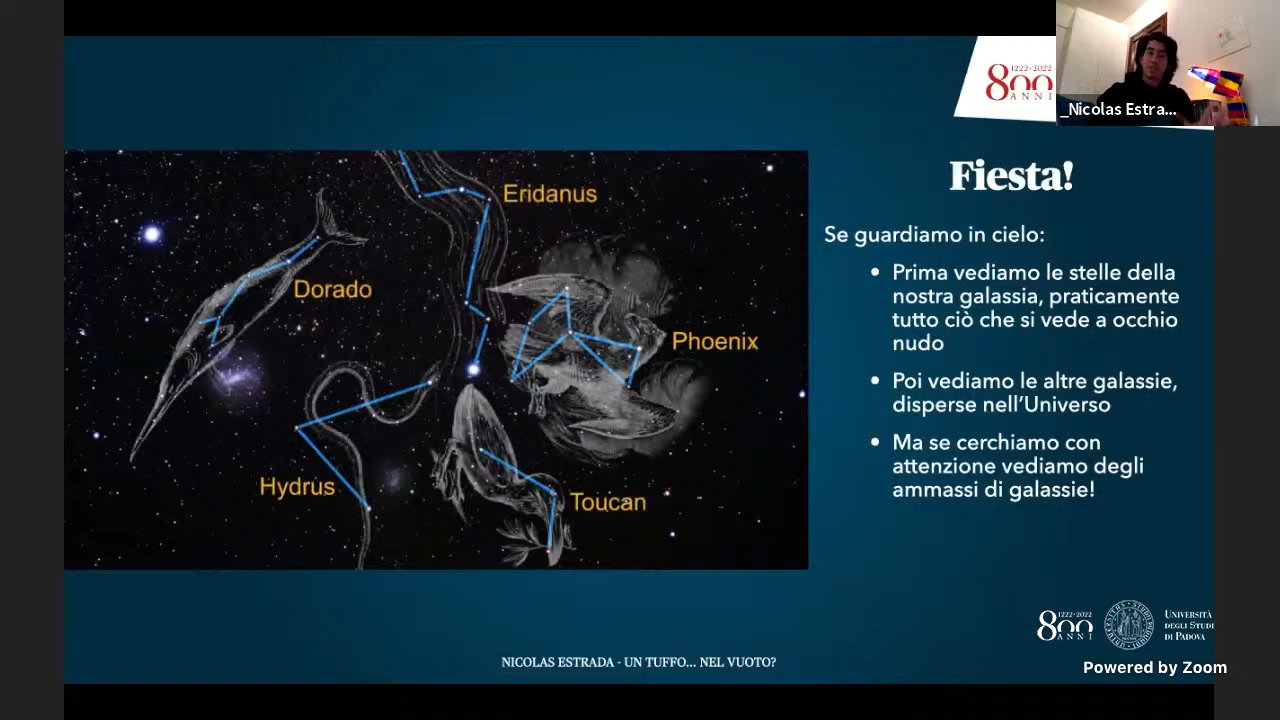 1222·2022
800
ANNI
_Nicolas Estra...
Fiesta!
Se guardiamo in cielo:
• Prima vediamo le stelle della
nostra galassia, praticamente
tutto ciò che si vede a occhio
nudo
• Poi vediamo le altre galassie,
disperse nell'Universo
• Ma se cerchiamo con
attenzione vediamo degli
ammassi di galassie!
Eridanus
Dorado
Phoenix
Hydrus
Toucan
1222·2022
800
ANNI
UNIVERSITÀ
DEGLI STUDI
DI PADOVA
NICOLAS ESTRADA - UN TUFFO... NEL VUOTO?
Powered by Zoom